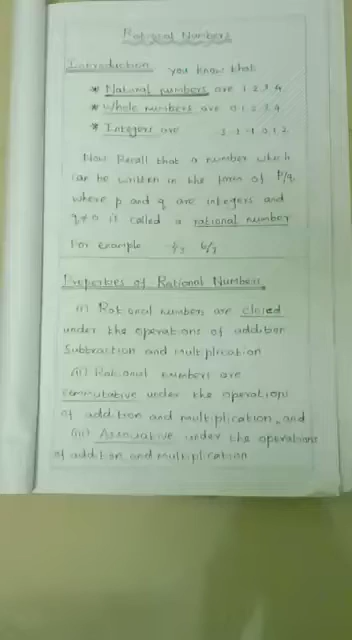 Rational Numbers
Introduction you know that
* Natural numbers are 1 2 3 4
* Whole numbers are 0 1 2 3 4
* Integers are 0, 1, 2
Now Recall that a number which
can be written in the form of P/q,
where p and q are integers and
q≠0 is called a rational number
For example
Properties of Rational Numbers
(i) Rational numbers are closed
under the operations of addition
Subtraction and multiplication
(ii) Rational numbers are
commutative under the operations
of addition and multiplication, and
(iii) Associative under the operations
of addition and multiplication